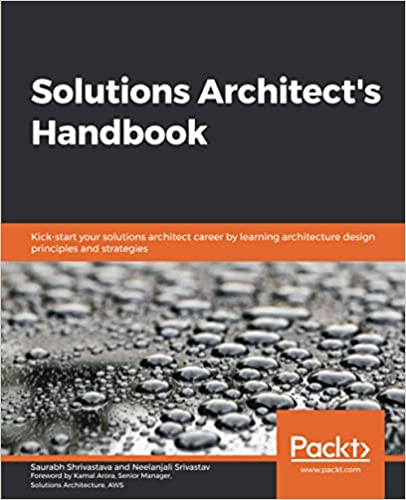 Solutions Architect's
Handbook
Kick-start your solutions architect career by learning architecture design
principles and strategies
Saurabh Shrivastava and Neelanjali Srivastav
Foreword by Kamal Arora, Senior Manager,
Solutions Architecture, AWS
Packt>
www.packt.com